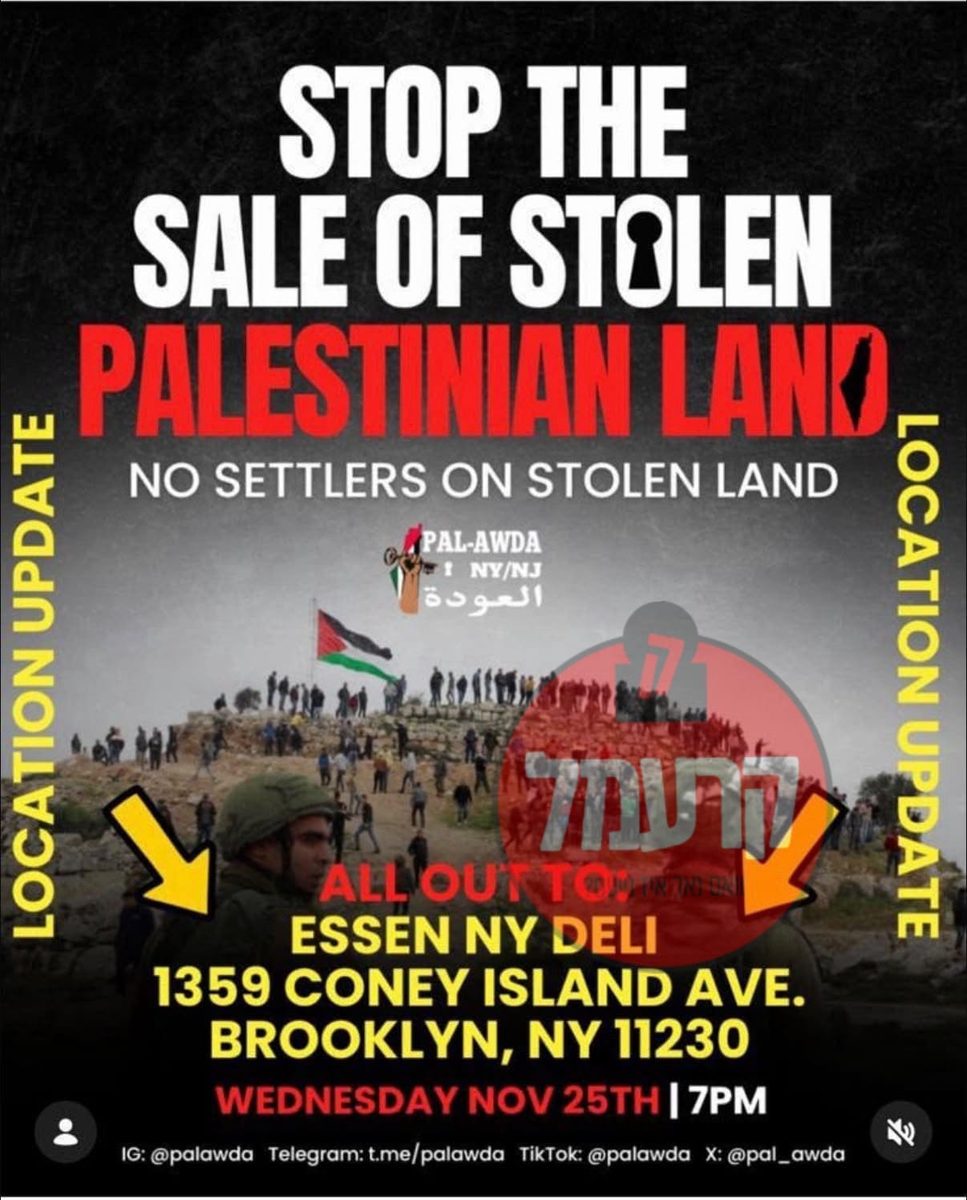 STOP THE
SALE OF STOLEN
PALESTINIAN LAND
NO SETTLERS ON STOLEN LAND
PAL-AWDA
NY/NJ
العودة
LOCATION UPDATE
LOCATION UPDATE
קרעמל
ALL OUT TO:
ESSEN NY DELI
1359 CONEY ISLAND AVE.
BROOKLYN, NY 11230
WEDNESDAY NOV 25TH | 7PM
IG: @palawda Telegram: t.me/palawda TikTok: @palawda X: @pal_awda